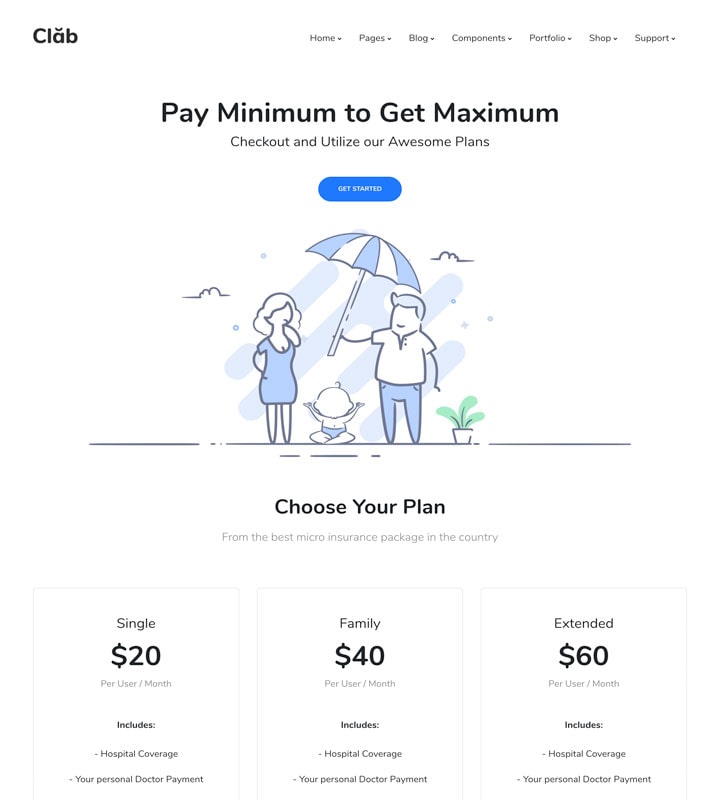 Clăb
Home Pages Blog Components Portfolio Shop Support
Pay Minimum to Get Maximum
Checkout and Utilize our Awesome Plans
GET STARTED
Choose Your Plan
From the best micro insurance package in the country
Single
$20
Per User / Month
Includes:
- Hospital Coverage
- Your personal Doctor Payment
Family
$40
Per User / Month
Includes:
- Hospital Coverage
- Your personal Doctor Payment
Extended
$60
Per User / Month
Includes:
- Hospital Coverage
- Your personal Doctor Payment